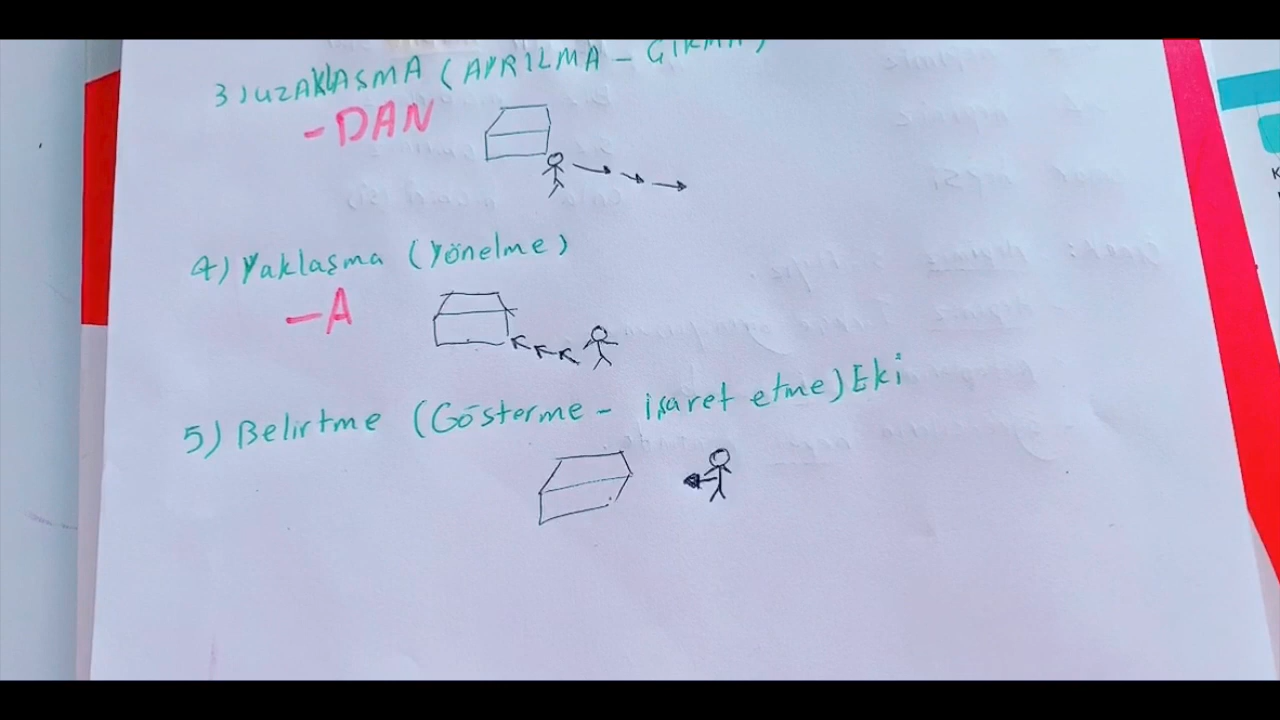 3) UZAKLAŞMA (AYRILMA - ÇIKMA)
-DAN
4) Yaklaşma (Yönelme)
-A
5) Belirtme (Gösterme - işaret etme) Eki